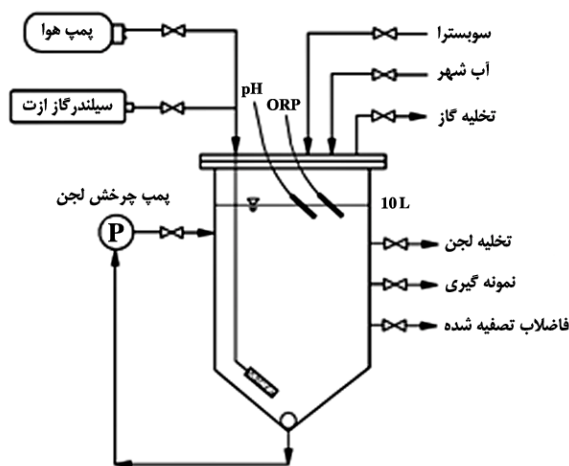 پمپ هوا
سوبسترا
آب شهر
سیلندرگاز ازت
pH
ORP
تخلیه گاز
پمپ چرخش لجن
10 L
P
تخلیه لجن
نمونه گیری
فاضلاب تصفیه شده